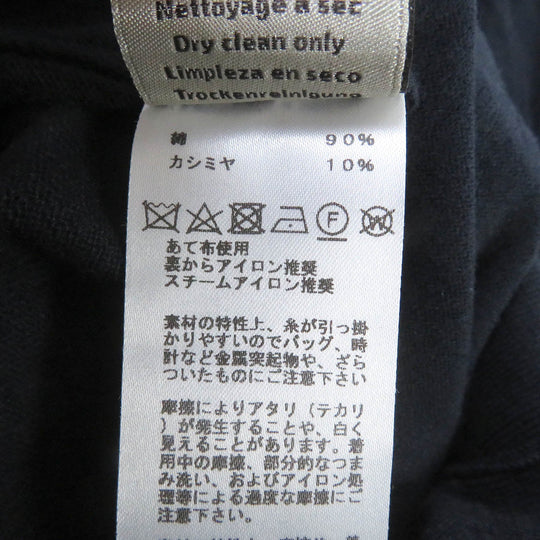 Nettoyage à sec
Dry clean only
Limpieza en seco
Trockenreinigung
綿 90%
カシミヤ 10%
F W
あて布使用
裏からアイロン推奨
スチームアイロン推奨
素材の特性上、糸が引っ掛
かりやすいのでバッグ、時
計など金属突起物や、ざら
ついたものにご注意下さい
摩擦によりアタリ(テカリ
)が発生することや、白く
見えることがあります。着
用中の摩擦、部分的なつま
み洗い、およびアイロン処
理等による過度な摩擦にご
注意下さい。